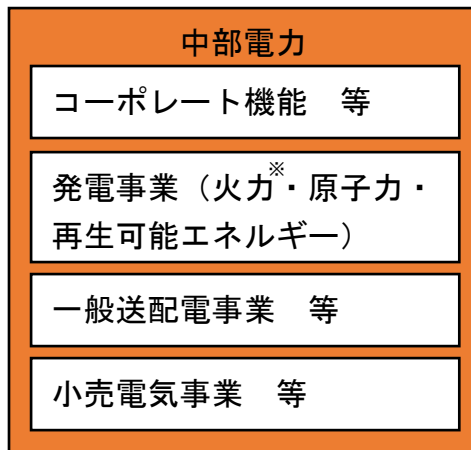 中部電力
コーポレート機能　等
発電事業（火力※・原子力・
再生可能エネルギー）
一般送配電事業　等
小売電気事業　等